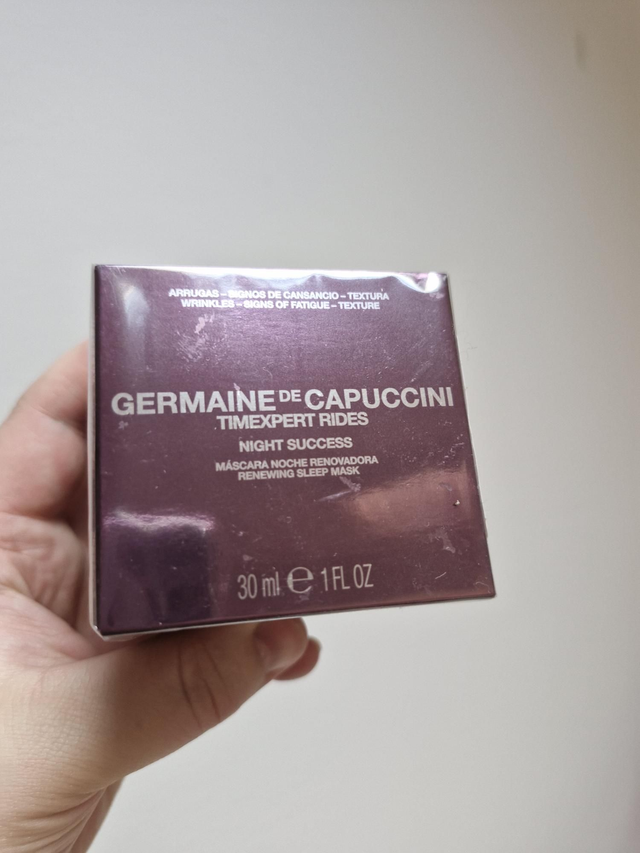 ARRUGAS – SIGNOS DE CANSANCIO – TEXTURA
WRINKLES – SIGNS OF FATIGUE – TEXTURE
GERMAINE DE CAPUCCINI
TIMEXPERT RIDES
NIGHT SUCCESS
MÁSCARA NOCHE RENOVADORA
RENEWING SLEEP MASK
30 ml ℮ 1 FL OZ